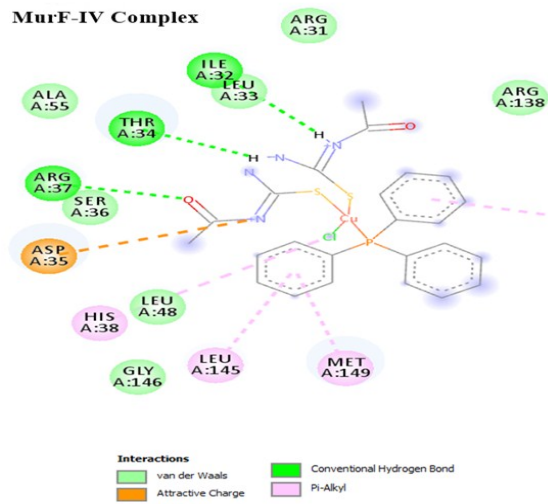 MurF-IV Complex
ARG
A:31
ILE
A:32
LEU
A:33
ALA
A:55
ARG
A:138
THR
A:34
H
H
N
N
N
O
ARG
A:37
SER
A:36
O
N
S
S
Cu
Cl
P
ASP
A:35
LEU
A:48
HIS
A:38
GLY
A:146
LEU
A:145
MET
A:149
Interactions
van der Waals
Attractive Charge
Conventional Hydrogen Bond
Pi-Alkyl